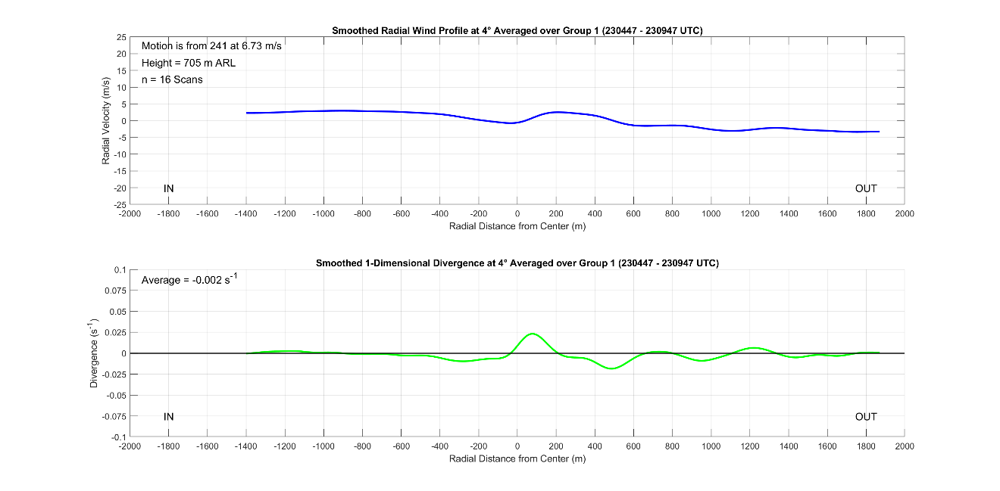 Smoothed Radial Wind Profile at 4° Averaged over Group 1 (230447 - 230947 UTC)
Motion is from 241 at 6.73 m/s
Height = 705 m ARL
n = 16 Scans
Radial Velocity (m/s)
25
20
15
10
5
0
-5
-10
-15
-20
-25
IN
OUT
-2000 -1800 -1600 -1400 -1200 -1000 -800 -600 -400 -200 0 200 400 600 800 1000 1200 1400 1600 1800 2000
Radial Distance from Center (m)
Smoothed 1-Dimensional Divergence at 4° Averaged over Group 1 (230447 - 230947 UTC)
Average = -0.002 s⁻¹
Divergence (s⁻¹)
0.1
0.075
0.05
0.025
0
-0.025
-0.05
-0.075
-0.1
IN
OUT
-2000 -1800 -1600 -1400 -1200 -1000 -800 -600 -400 -200 0 200 400 600 800 1000 1200 1400 1600 1800 2000
Radial Distance from Center (m)